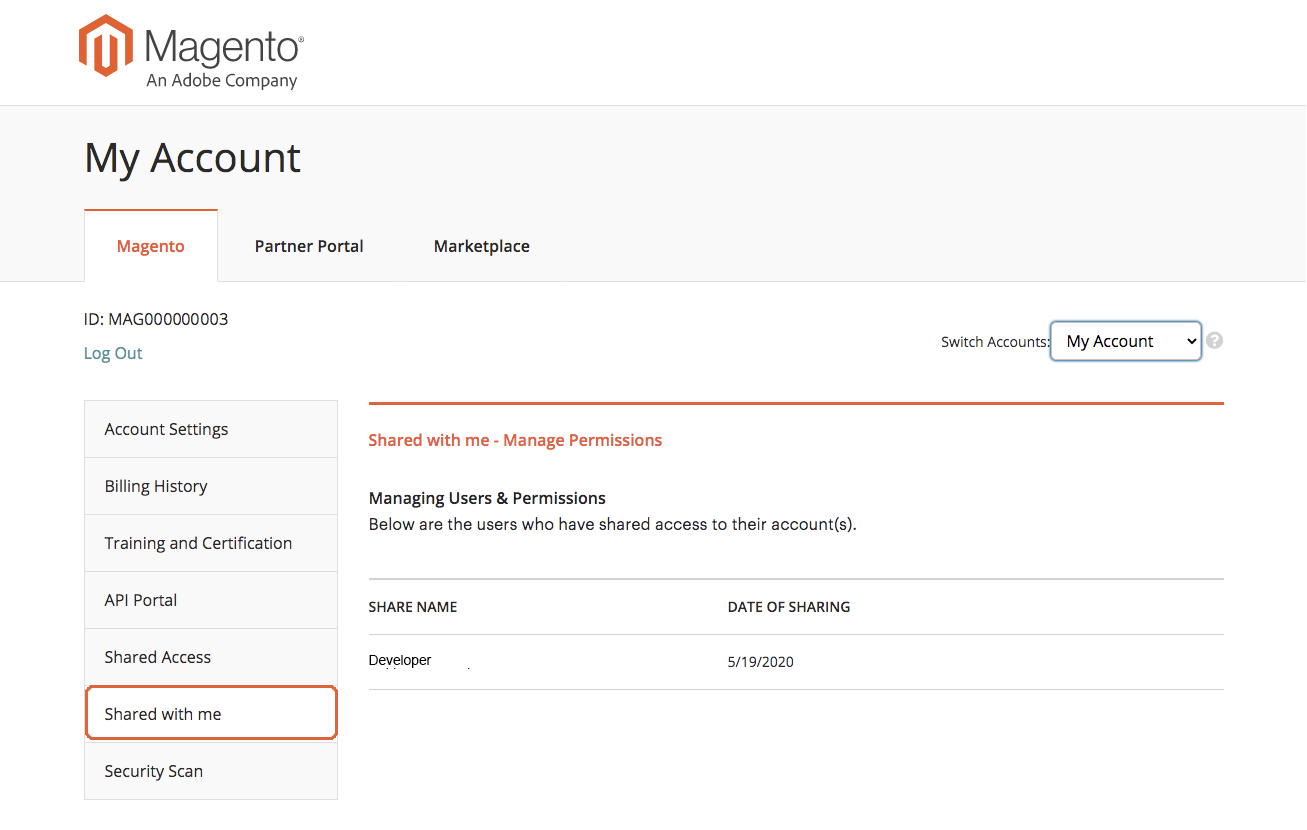 Magento®
An Adobe Company
My Account
Magento
Partner Portal
Marketplace
ID: MAG000000003
Log Out
Switch Accounts: My Account ?
Account Settings
Billing History
Training and Certification
API Portal
Shared Access
Shared with me
Security Scan
Shared with me - Manage Permissions
Managing Users & Permissions
Below are the users who have shared access to their account(s).
SHARE NAME DATE OF SHARING
Developer 5/19/2020